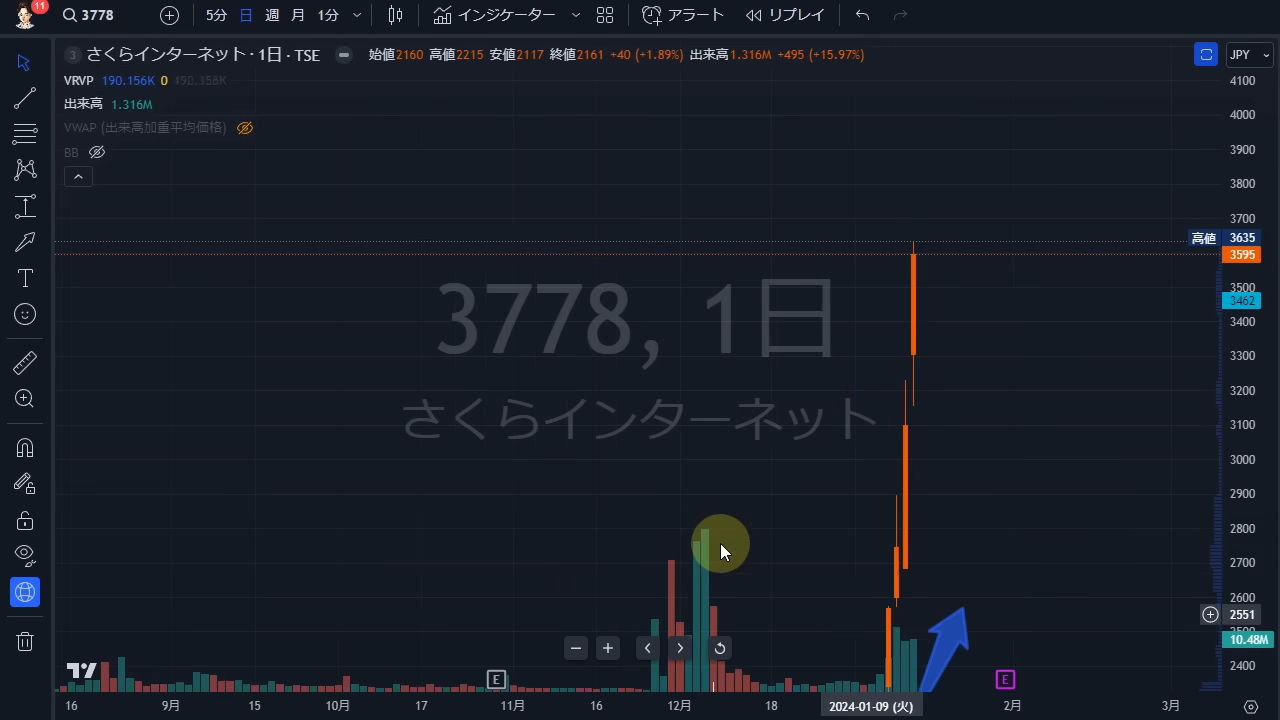 11
3778
5分 日 週 月 1分
インジケーター
アラート
リプレイ
3 さくらインターネット · 1日 · TSE
始値2160 高値2215 安値2117 終値2161 +40 (+1.89%) 出来高1.316M +495 (+15.97%)
JPY
VRVP 190.156K 0
出来高 1.316M
VWAP (出来高加重平均価格)
BB
4100
4000
3900
3800
3700
高値 3635
3595
3500
3462
3400
3300
3200
3100
3000
2900
2800
2700
2600
2551
10.48M
2400
3778, 1日
さくらインターネット
E
E
16 9月 15 10月 17 11月 16 12月 18 2024-01-09 (火) 2月 3月